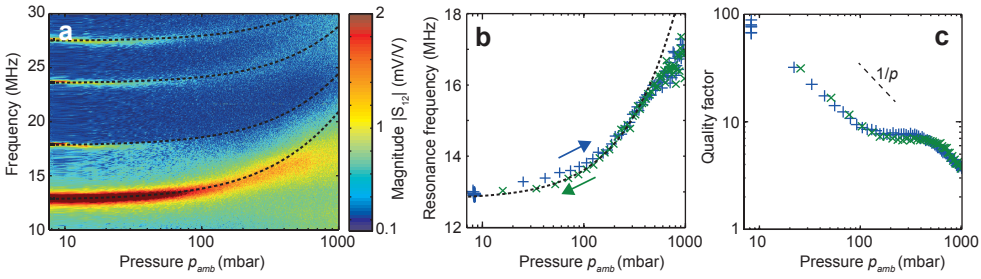 a
30
25
20
15
10
Frequency (MHz)
10
100
1000
Pressure p_amb (mbar)
2
1
0.1
Magnitude |S12| (mV/V)
b
18
16
14
12
Resonance frequency (MHz)
10
100
1000
Pressure p_amb (mbar)
c
100
10
1
Quality factor
1/p
10
100
1000
Pressure p_amb (mbar)